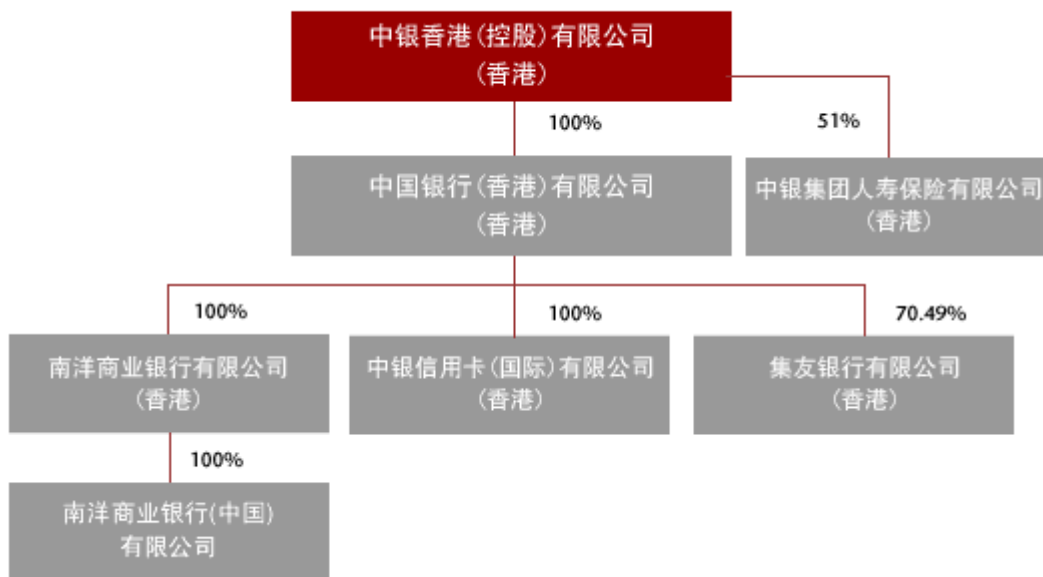 中银香港(控股)有限公司
(香港)
100%
51%
中国银行(香港)有限公司
(香港)
中银集团人寿保险有限公司
(香港)
100%
100%
70.49%
南洋商业银行有限公司
(香港)
中银信用卡(国际)有限公司
(香港)
集友银行有限公司
(香港)
100%
南洋商业银行(中国)
有限公司